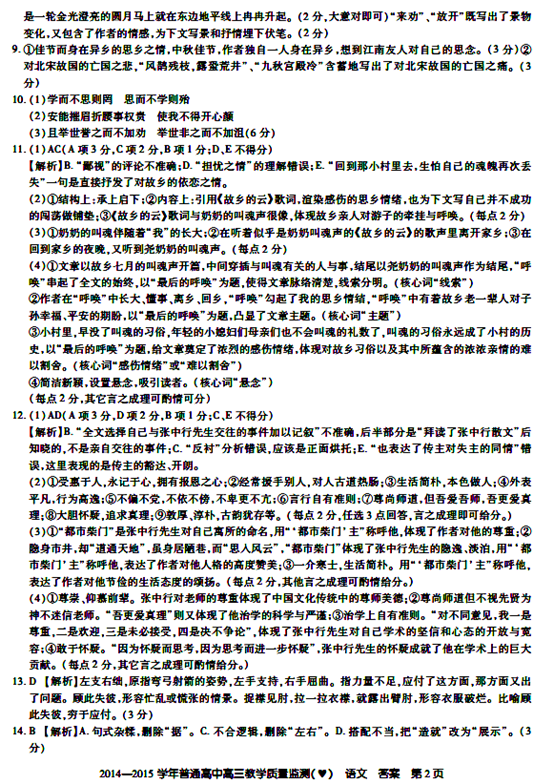 是一轮金光澄亮的圆月马上就在东边地平线上冉冉升起。(2分,大意对即可)“来劝”、“故开”既写出了景物
变化,又包含了作者的情感,为下文写景和抒情埋下伏笔。(2分)
9.①佳节而身在异乡的思乡之情,中秋佳节,作者独自一人身在异乡,想到江南友人对自己的思念。(3分)②
对北宋故国的亡国之悲,“风鹊残枝,露蛩荒井”、“九秋宫殿冷”含蓄地写出了对北宋故国的亡国之痛。(3
分)
10.(1)学而不思则罔 思而不学则殆
(2)安能摧眉折腰事权贵 使我不得开心颜
(3)且举世誉之而不加劝 举世非之而不加沮(6分)
11.(1)AC(A项3分,C项2分,B项1分;D、E不得分)
【解析】B.“鄙视”的评论不准确;D.“担忧之情”的理解错误;E.“回到那小村里去,生怕自己的魂魄再次丢
失”一句是直接抒发了对故乡的依恋之情。
(2)①结构上:承上启下;②内容上:引用《故乡的云》歌词,渲染感伤的思乡情绪,也为下文写自己并不成功
的闯荡做铺垫;③《故乡的云》歌词与奶奶的叫魂声很像,体现故乡亲人对游子的牵挂与呼唤。(每点2分)
(3)①奶奶的叫魂伴随着“我”的长大;②在听着似乎是奶奶叫魂声的《故乡的云》的歌声里离开家乡;③在
回到家乡的夜晚,又听到尧奶奶的叫魂声。(每点2分)
(4)①文章以故乡七月的叫魂声开篇,中间穿插与叫魂有关的人与事,结尾以尧奶奶的叫魂声作为结尾,“呼
唤”串起了全文的始终,以“最后的呼唤”为题,使得文章脉络清楚,线索分明。(核心词“线索”)
②作者在“呼唤”中长大、懂事、离乡、回乡,“呼唤”勾起了我的思乡情结,“呼唤”中有着故乡老一辈人对子
孙幸福、平安的期盼,以“最后的呼唤”为题,凸显了文章主题。(核心词“主题”)
③小村里,早没了叫魂的习俗,年轻的小媳妇们母亲们也不会叫魂的礼数了,叫魂的习俗永远成了小村的历
史,以“最后的呼唤”为题,给文章奠定了浓烈的感伤情绪,体现对故乡习俗以及其中所蕴含的浓浓亲情的难
以割舍。(核心词“感伤情绪”或“难以割舍”)
④简洁新颖,设置悬念,吸引读者。(核心词“悬念”)
(每点2分,其它言之成理可酌情可分)
12.(1)AD(A项3分,D项2分,B项1分;C、E不得分)
【解析】B.“全文选择自己与张中行先生交往的事件加以记叙”不准确,后半部分是“拜读了张中行散文”后
知晓的,不是亲自交往的事件;C.“反衬”分析错误,应该是正面烘托;E.“也表达了传主对失主的同情”错
误,这里表现的是传主的豁达、开朗。
(2)①受惠于人,永记于心,拥有报恩之心;②经常援手别人,对人古道热肠;③生活简朴,本色做人;④外表
平凡,行为高逸;⑤不偏不党,不依不傍,不卑更不亢;⑥言行自有准则;⑦尊尚师道,但吾爱吾师,吾更爱真
理;⑧大胆怀疑,追求真理;⑨敦厚、淳朴,古韵犹存等。(每点2分,任选3点回答,言之成理即可给分。)
(3)①“都市柴门”是张中行先生对自己寓所的命名,用“‘都市柴门’主”称呼他,体现了作者对他的尊重;②
隐身市井,却“道通天地”,虽身居陋巷,而“思入风云”,“都市柴门”体现了张中行先生的隐逸、淡泊,用“‘都
市柴门’主”称呼他,表达了作者对他人格的高度赞美;③一介寒士,生活简朴。用“‘都市柴门’主”称呼他,
表达了作者对他节俭的生活态度的颂扬。(每点2分,其他言之成理可酌情给分。)
(4)①尊崇、仰慕前辈。张中行对老师的尊重体现了中国文化传统中的尊师美德;②尊尚师道但不视先贤为
神不迷信老师。“吾更爱真理”则又体现了他治学的科学与严谨;③治学上自有准则。“对不同意见,我一是
尊重,二是欢迎,三是未必接受,四是决不争论”,体现了张中行先生对自己学术的坚信和心态的开放与宽
容;④敢于怀疑。“因为怀疑而思考,因为思考而进一步怀疑”,张中行先生的怀疑成就了他在学术上的巨大
贡献。(每点2分,其它言之成理可酌情给分。)
13.D 【解析】左支右绌,原指弯弓射箭的姿势,左手支持,右手屈曲。指力量不足,应付了这方面,那方面又出
了问题。顾此失彼,形容忙乱或慌张的情景。捉襟见肘,拉一拉衣襟,就露出臂肘,形容衣服破烂。比喻顾
此失彼,穷于应付。(3分)
14.B 【解析】A.句式杂糅,删除“据”。C.不合逻辑,删除“左右”。D.搭配不当,把“造就”改为“展示”。(3
分)
2014—2015学年普通高中高三教学质量监测(♥) 语文 答案 第2页